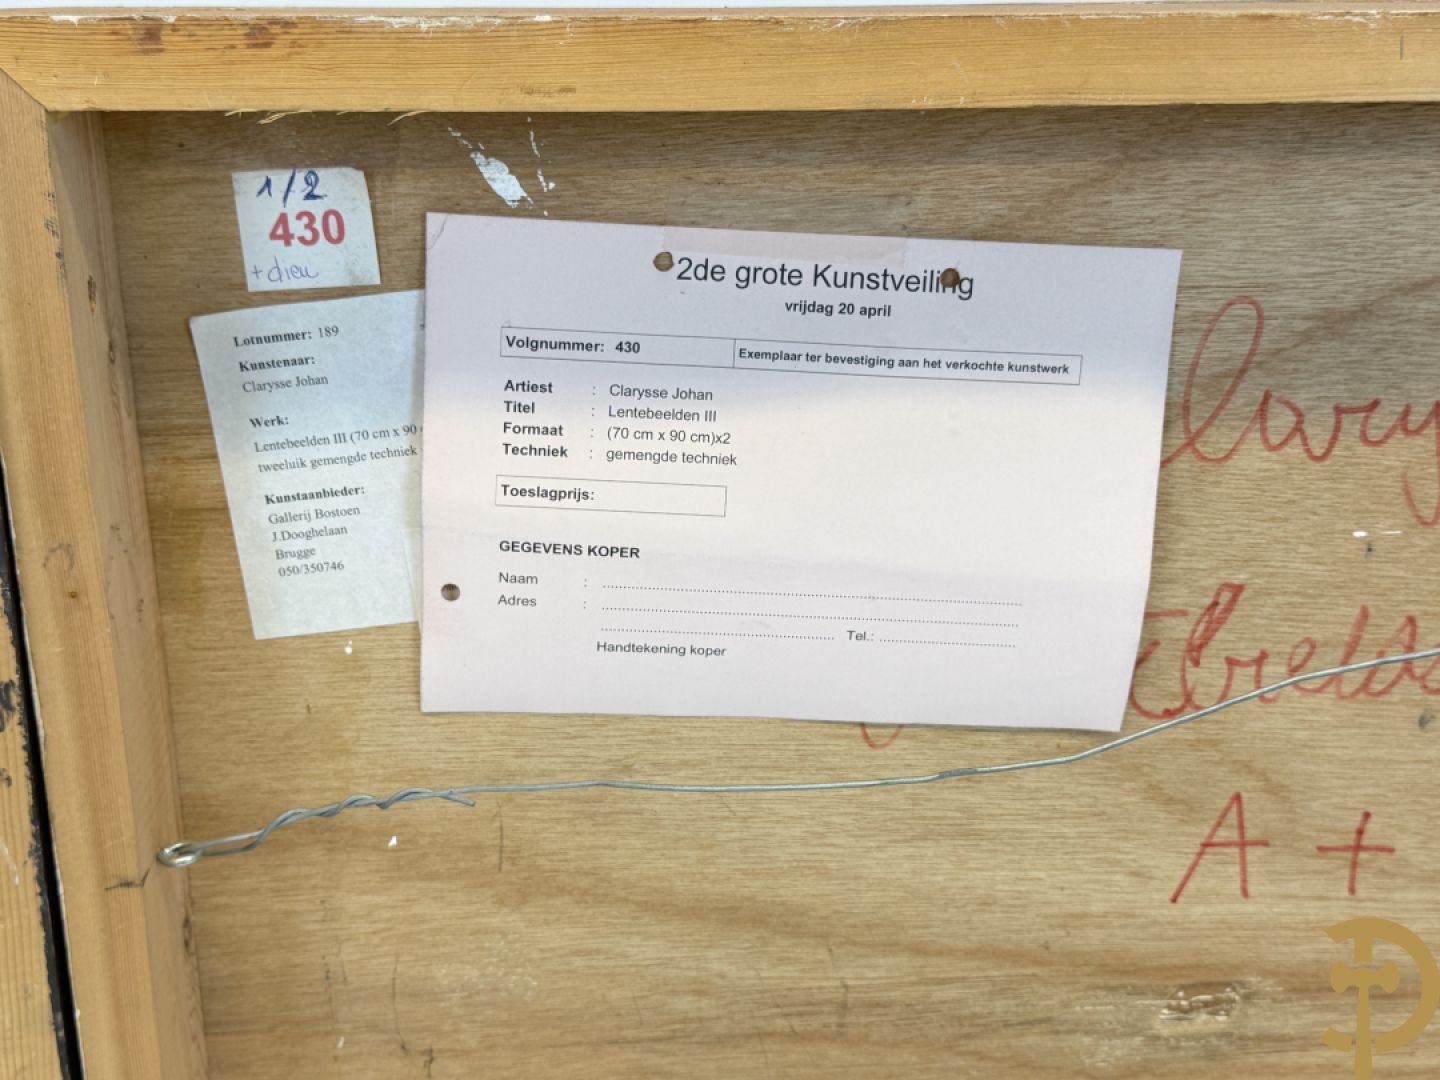 1/2
430
+ dieu
Lotnummer: 189
Kunstenaar:
Clarysse Johan
Werk:
Lentebeelden III (70 cm x 90
tweeluik gemengde techniek
Kunstaanbieder:
Gallerij Bostoen
J.Dooghelaan
Brugge
050/350746
2de grote Kunstveiling
vrijdag 20 april
Volgnummer: 430
Exemplaar ter bevestiging aan het verkochte kunstwerk
Artiest : Clarysse Johan
Titel : Lentebeelden III
Formaat : (70 cm x 90 cm)x2
Techniek : gemengde techniek
Toeslagprijs:
GEGEVENS KOPER
Naam :
Adres :
Tel.:
Handtekening koper
A +